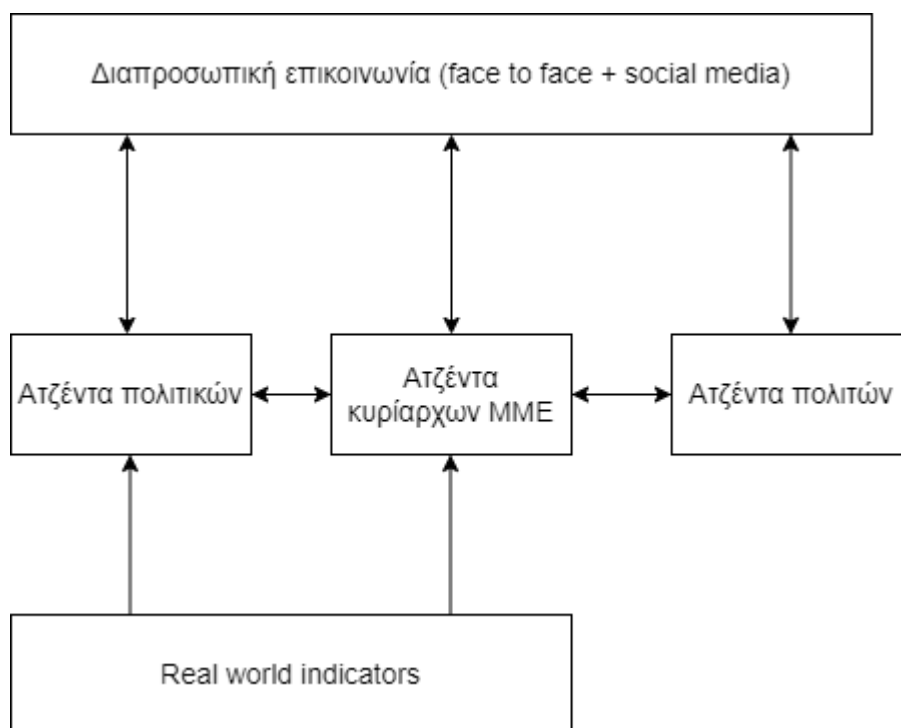 Διαπροσωπική επικοινωνία (face to face + social media)
Ατζέντα πολιτικών
Ατζέντα
κυρίαρχων ΜΜΕ
Ατζέντα πολιτών
Real world indicators